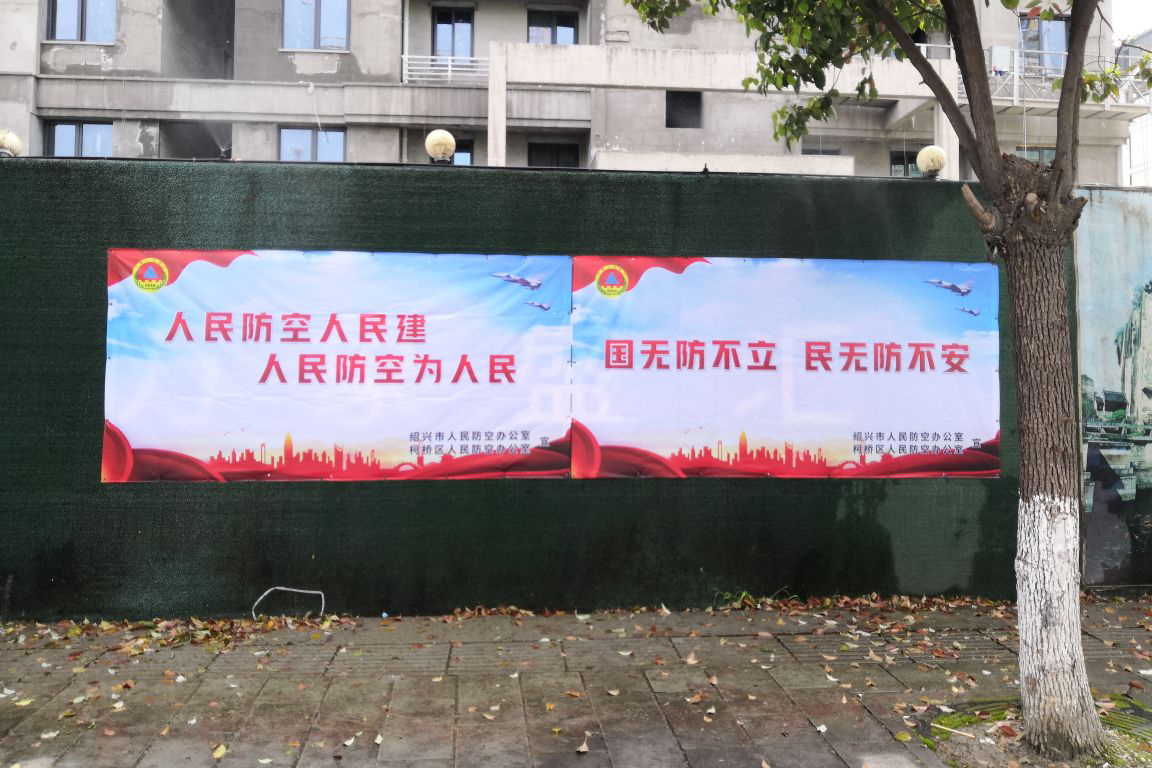 人民防空人民建
人民防空为人民
绍兴市人民防空办公室
柯桥区人民防空办公室
宣
国无防不立 民无防不安
绍兴市人民防空办公室
柯桥区人民防空办公室
宣